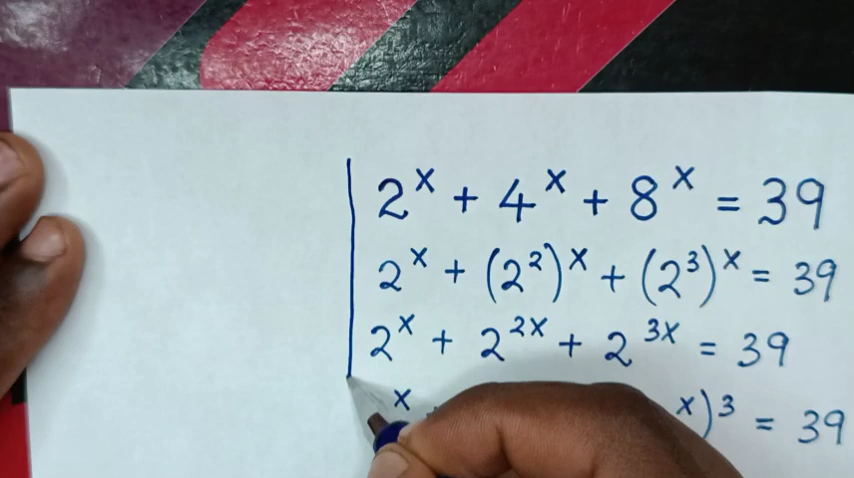 2^x + 4^x + 8^x = 39
2^x + (2^2)^x + (2^3)^x = 39
2^x + 2^2x + 2^3x = 39
x x)^3 = 39